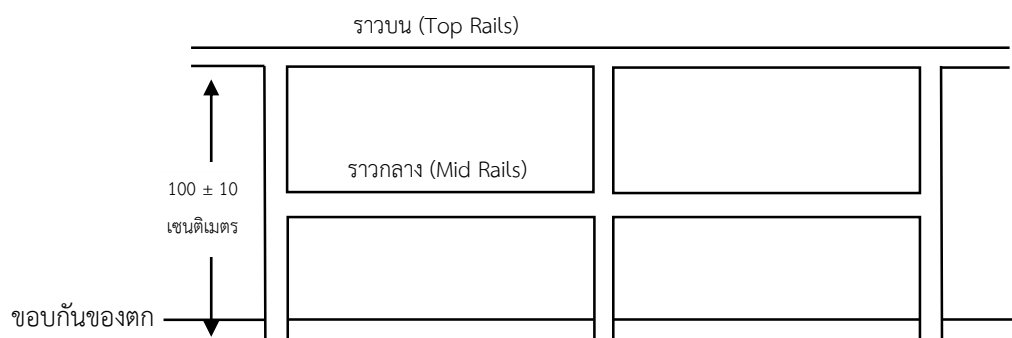 ราวบน (Top Rails)
ราวกลาง (Mid Rails)
100 ± 10
เซนติเมตร
ขอบกันของตก